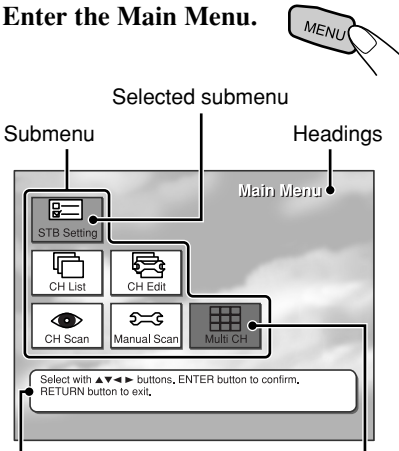 Enter the Main Menu.
MENU
Selected submenu
Submenu
Headings
Main Menu
STB Setting
CH List
CH Edit
CH Scan
Manual Scan
Multi CH
Select with ▲▼◄ ► buttons, ENTER button to confirm.
RETURN button to exit.